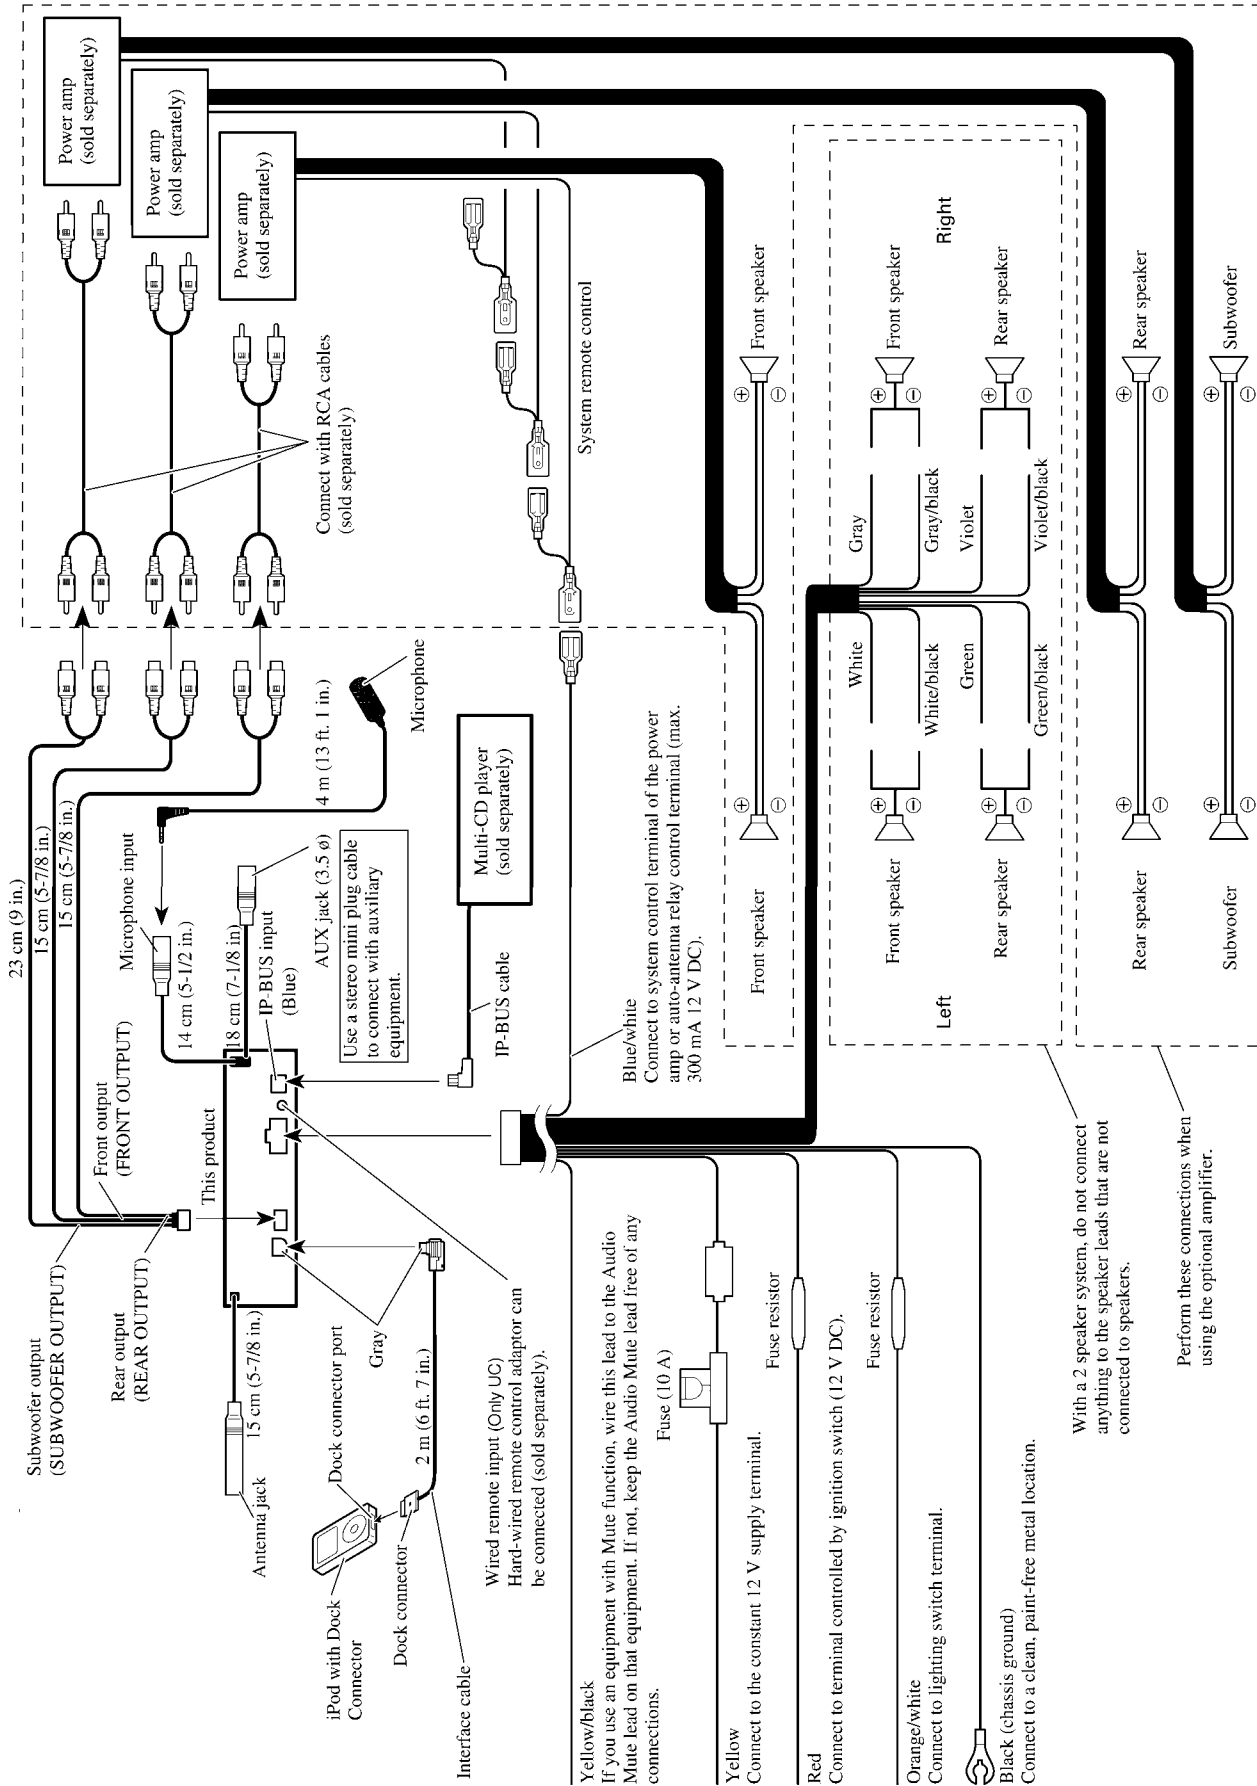 23 cm (9 in.)
15 cm (5-7/8 in.)
15 cm (5-7/8 in.)
Subwoofer output
(SUBWOOFER OUTPUT)
Rear output
(REAR OUTPUT)
Front output
(FRONT OUTPUT)
This product
Antenna jack
15 cm (5-7/8 in.)
Microphone input
14 cm (5-1/2 in.)
18 cm (7-1/8 in)
4 m (13 ft. 1 in.)
Microphone
AUX jack (3.5 ø)
Use a stereo mini plug cable
to connect with auxiliary
equipment.
IP-BUS input
(Blue)
Multi-CD player
(sold separately)
IP-BUS cable
Power amp
(sold separately)
Power amp
(sold separately)
Power amp
(sold separately)
Connect with RCA cables
(sold separately)
System remote control
iPod with Dock
Connector
Dock connector port
Dock connector
Gray
2 m (6 ft. 7 in.)
Interface cable
Wired remote input (Only UC)
Hard-wired remote control adaptor can
be connected (sold separately).
Blue/white
Connect to system control terminal of the power
amp or auto-antenna relay control terminal (max.
300 mA 12 V DC).
Yellow/black
If you use an equipment with Mute function, wire this lead to the Audio
Mute lead on that equipment. If not, keep the Audio Mute lead free of any
connections.
Fuse (10 A)
Yellow
Connect to the constant 12 V supply terminal.
Fuse resistor
Red
Connect to terminal controlled by ignition switch (12 V DC).
Fuse resistor
Orange/white
Connect to lighting switch terminal.
Black (chassis ground)
Connect to a clean, paint-free metal location.
Front speaker
⊕
⊖
⊕
⊖
Front speaker
Left
Right
White
Gray
Front speaker
⊕
⊖
⊕
⊖
Front speaker
White/black
Gray/black
Green
Violet
Rear speaker
⊕
⊖
⊕
⊖
Rear speaker
Green/black
Violet/black
Rear speaker
⊕
⊖
⊕
⊖
Rear speaker
Subwoofer
⊕
⊖
⊕
⊖
Subwoofer
With a 2 speaker system, do not connect
anything to the speaker leads that are not
connected to speakers.
Perform these connections when
using the optional amplifier.